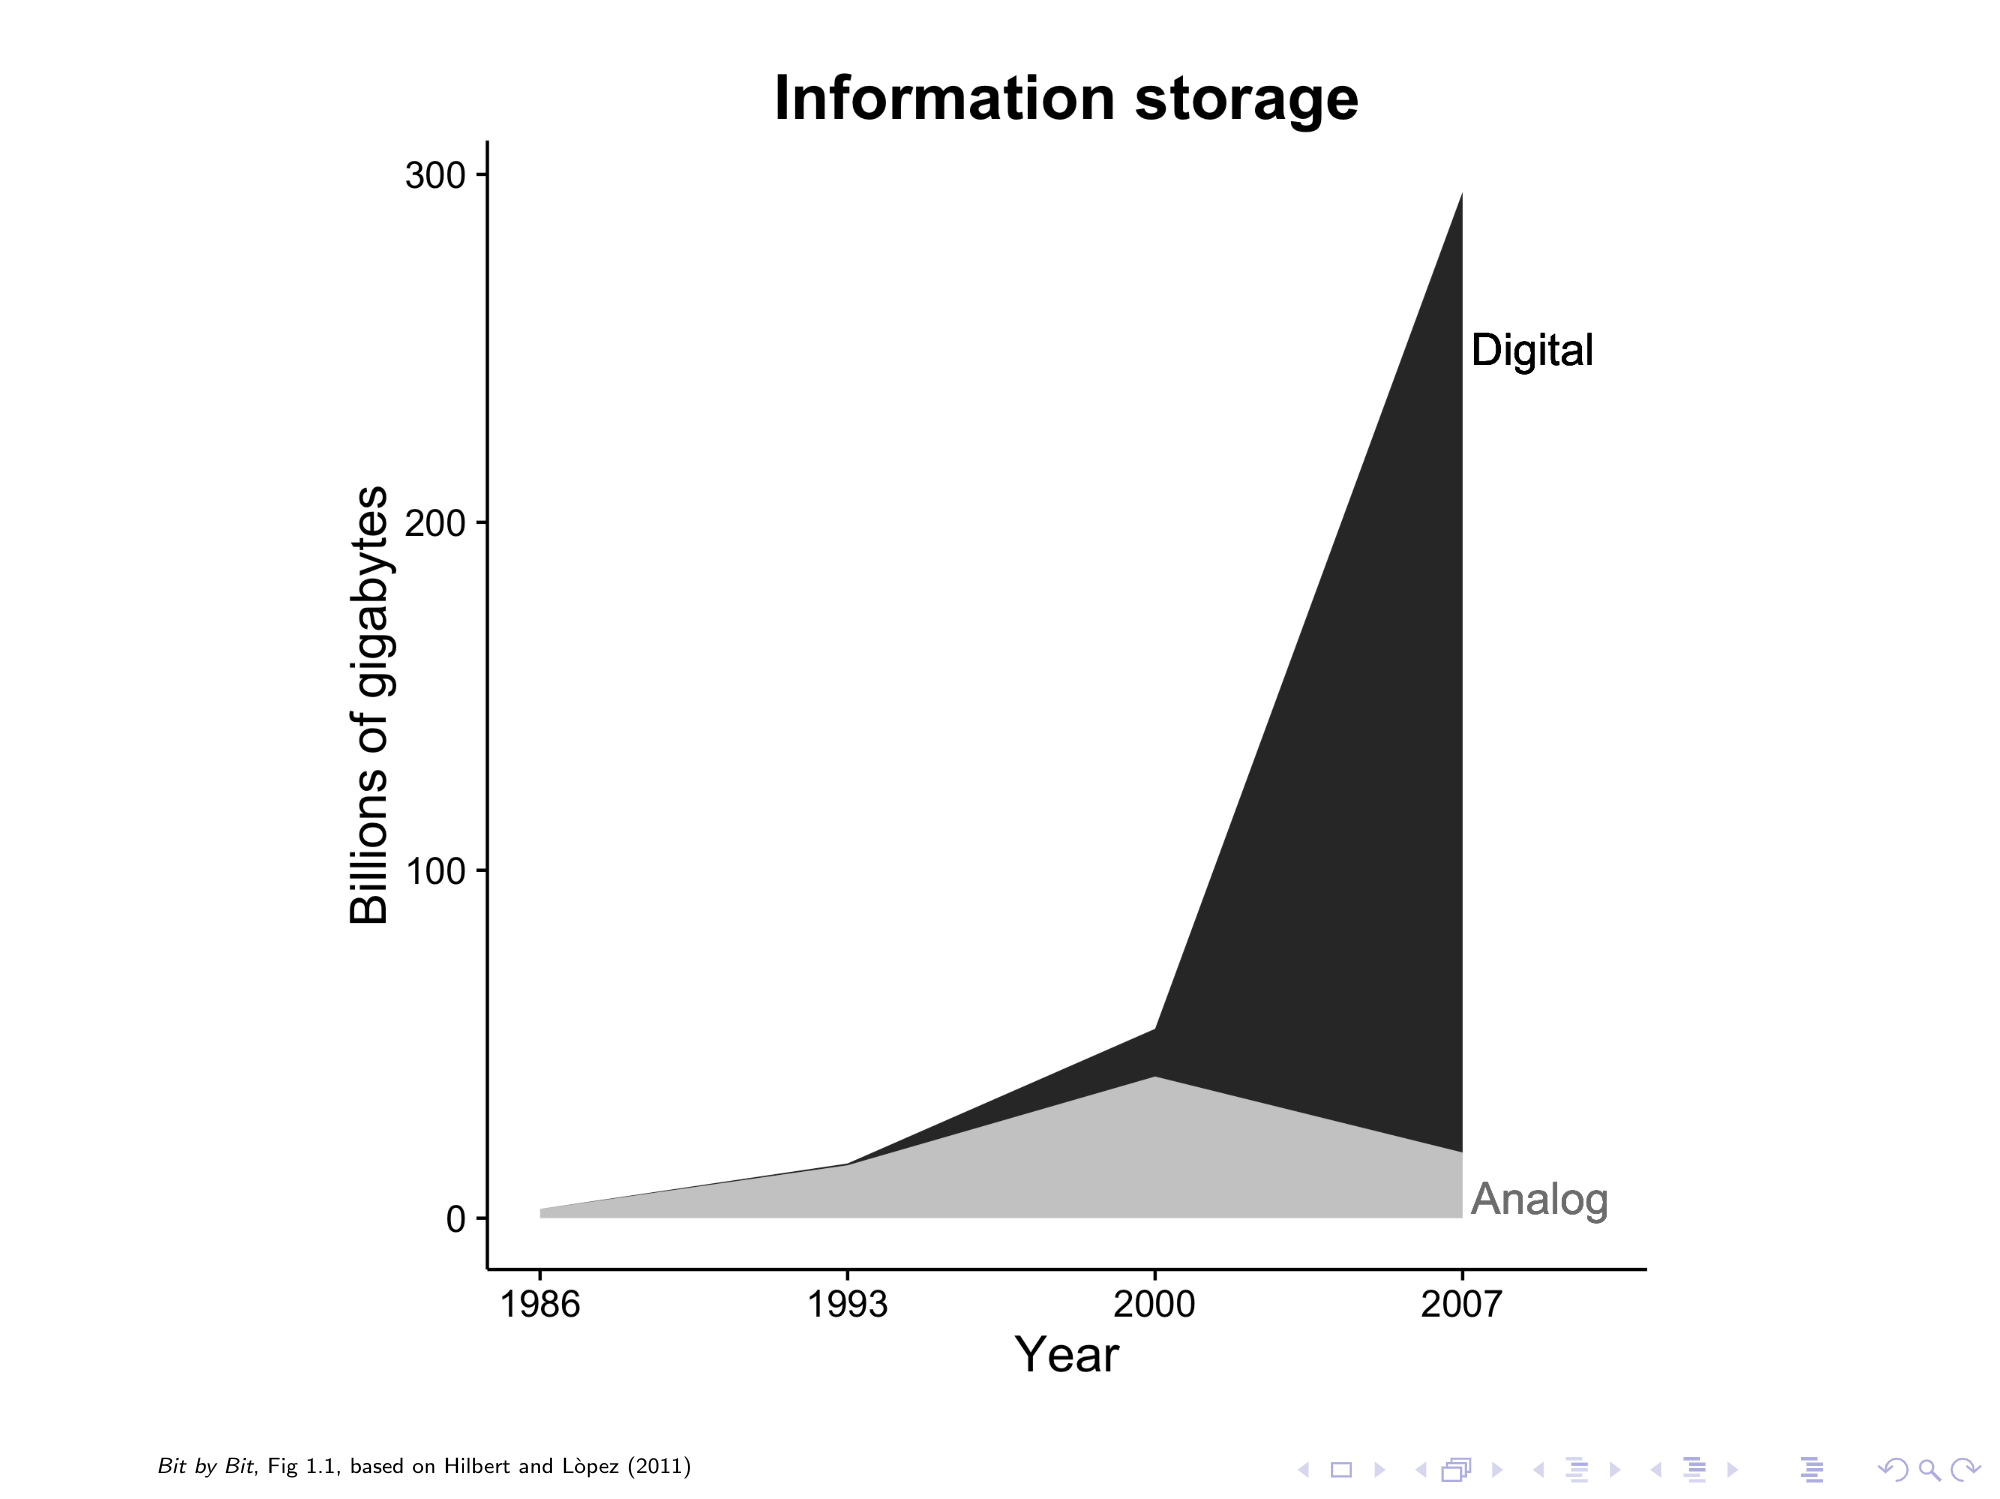 Information storage
300
200
100
0
Billions of gigabytes
Digital
Analog
1986 1993 2000 2007
Year
Bit by Bit, Fig 1.1, based on Hilbert and Lòpez (2011)